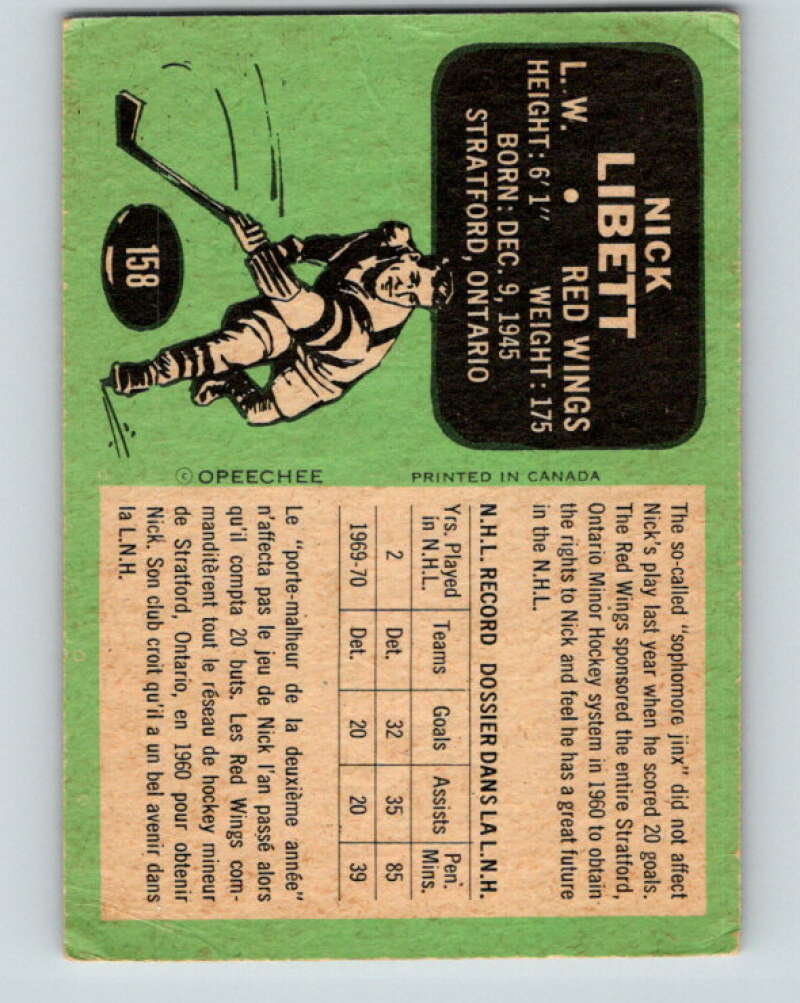 NICK
LIBETT
L.W. • RED WINGS
HEIGHT: 6'1" WEIGHT: 175
BORN: DEC. 9, 1945
STRATFORD, ONTARIO
158
© OPEECHEE
PRINTED IN CANADA
The so-called "sophomore jinx" did not affect
Nick's play last year when he scored 20 goals.
The Red Wings sponsored the entire Stratford,
Ontario Minor Hockey system in 1960 to obtain
the rights to Nick and feel he has a great future
in the N.H.L.
N.H.L. RECORD DOSSIER DANS LA L.N.H.
Yrs. Played in N.H.L. Teams Goals Assists Pen. Mins.
2 Det. 32 35 85
1969-70 Det. 20 20 39
Le "porte-malheur de la deuxième année"
n'affecta pas le jeu de Nick l'an passé alors
qu'il compta 20 buts. Les Red Wings com-
manditèrent tout le réseau de hockey mineur
de Stratford, Ontario, en 1960 pour obtenir
Nick. Son club croit qu'il a un bel avenir dans
la L.N.H.